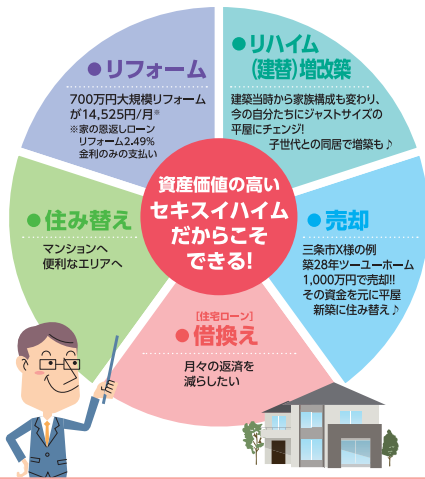 ●リフォーム
700万円大規模リフォーム
が14,525円/月※
※家の恩返しローン
リフォーム2.49%
金利のみの支払い
●リハイム
(建替)増改築
建築当時から家族構成も変わり、
今の自分たちにジャストサイズの
平屋にチェンジ!
子世代との同居で増築も♪
資産価値の高い
セキスイハイム
だからこそ
できる!
●住み替え
マンションへ
便利なエリアへ
●売却
三条市X様の例
築28年ツーユーホーム
1,000万円で売却!!
その資金を元に平屋
新築に住み替え♪
[住宅ローン]
●借換え
月々の返済を
減らしたい